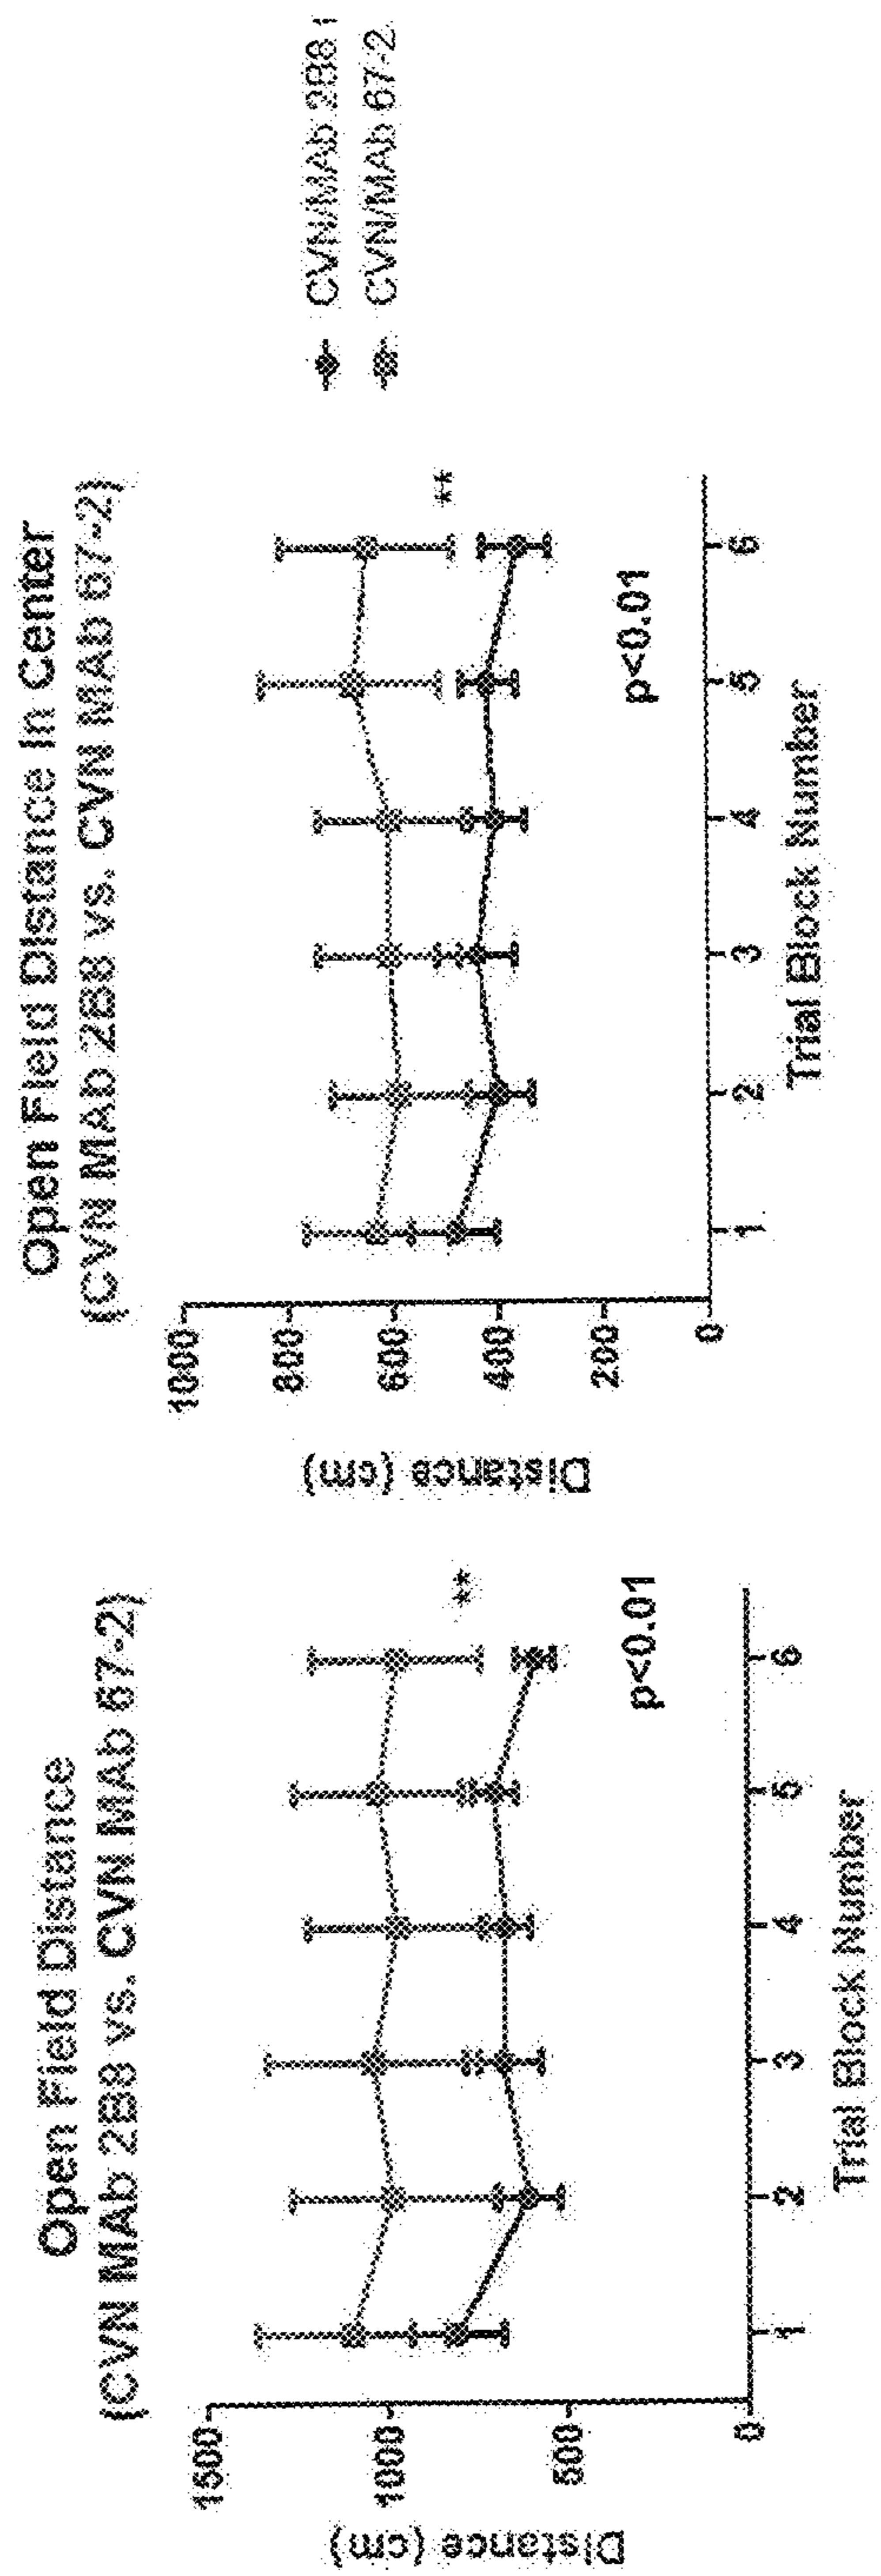 Open Field Distance
(CVN MAb 2B8 vs. CVN MAb 67-2)
Distance (cm)
1500
1000
500
0
**
p<0.01
1 2 3 4 5 6
Trial Block Number
Open Field Distance in Center
(CVN MAb 2B8 vs. CVN MAb 67-2)
Distance (cm)
1000
800
600
400
200
0
**
p<0.01
1 2 3 4 5 6
Trial Block Number
CVN/MAb 2B8
CVN/MAb 67-2